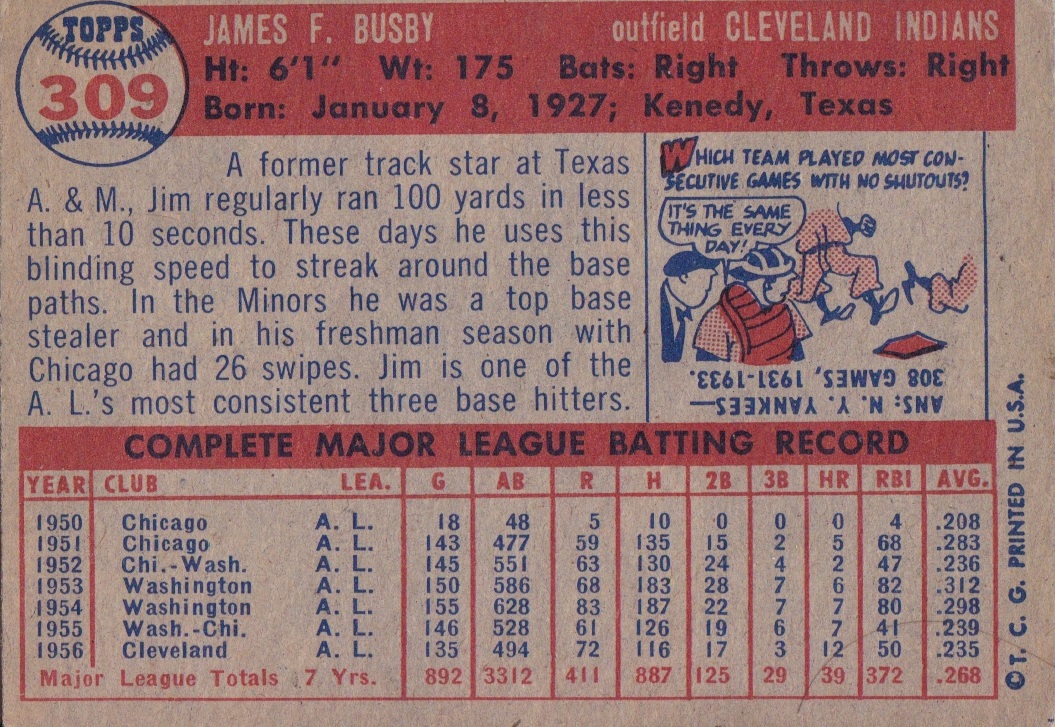 TOPPS
309
JAMES F. BUSBY outfield CLEVELAND INDIANS
Ht: 6'1" Wt: 175 Bats: Right Throws: Right
Born: January 8, 1927; Kenedy, Texas
A former track star at Texas
A. & M., Jim regularly ran 100 yards in less
than 10 seconds. These days he uses this
blinding speed to streak around the base
paths. In the Minors he was a top base
stealer and in his freshman season with
Chicago had 26 swipes. Jim is one of the
A. L.'s most consistent three base hitters.
WHICH TEAM PLAYED MOST CON-
SECUTIVE GAMES WITH NO SHUTOUTS?
IT'S THE SAME
THING EVERY
DAY!
ANS: N. Y. YANKEES—
308 GAMES, 1931-1933.
COMPLETE MAJOR LEAGUE BATTING RECORD
YEAR CLUB LEA. G AB R H 2B 3B HR RBI AVG.
1950 Chicago A. L. 18 48 5 10 0 0 0 4 .208
1951 Chicago A. L. 143 477 59 135 15 2 5 68 .283
1952 Chi.-Wash. A. L. 145 551 63 130 24 4 2 47 .236
1953 Washington A. L. 150 586 68 183 28 7 6 82 .312
1954 Washington A. L. 155 628 83 187 22 7 7 80 .298
1955 Wash.-Chi. A. L. 146 528 61 126 19 6 7 41 .239
1956 Cleveland A. L. 135 494 72 116 17 3 12 50 .235
Major League Totals 7 Yrs. 892 3312 411 887 125 29 39 372 .268
©T. C. G. PRINTED IN U.S.A.